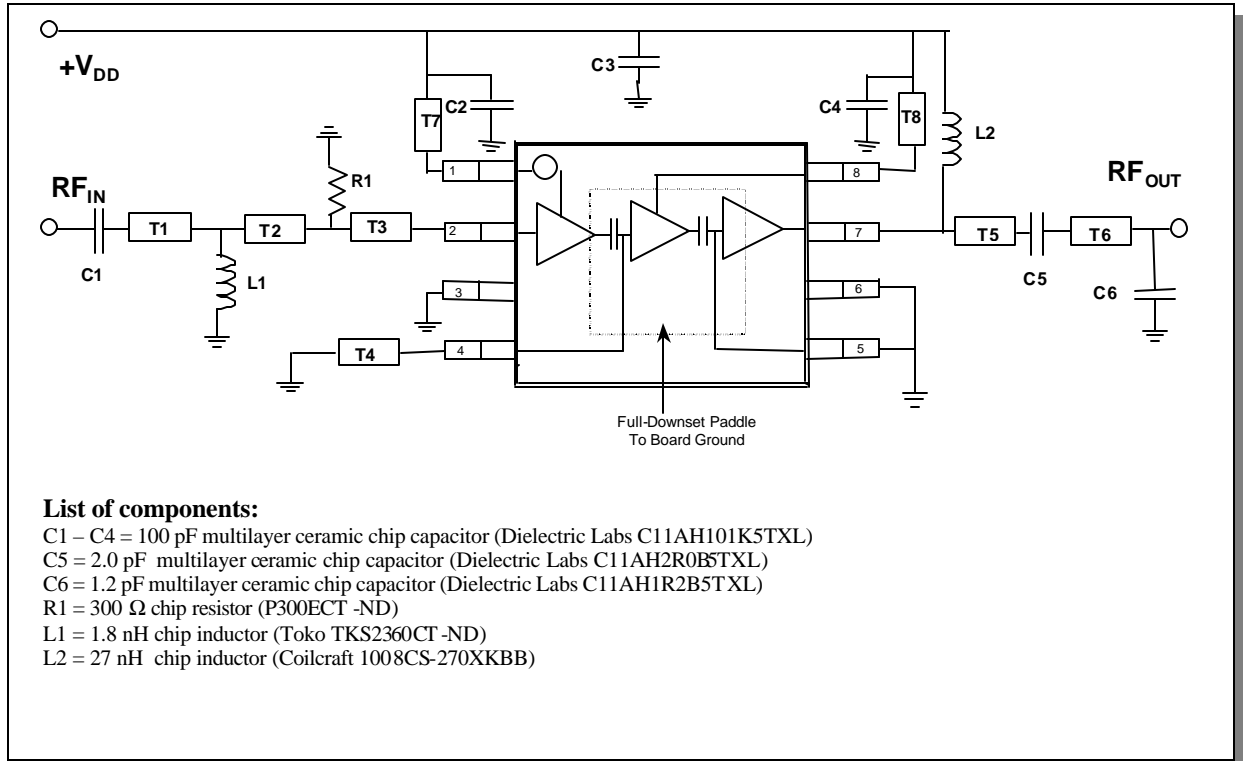 +VDD
C3
C2
C4
T7
T8
L2
R1
1
8
RFIN
RFOUT
T1
T2
T3
2
7
T5
T6
C1
L1
C5
C6
3
6
T4
4
5
Full-Downset Paddle
To Board Ground
List of components:
C1 – C4 = 100 pF multilayer ceramic chip capacitor (Dielectric Labs C11AH101K5TXL)
C5 = 2.0 pF multilayer ceramic chip capacitor (Dielectric Labs C11AH2R0B5TXL)
C6 = 1.2 pF multilayer ceramic chip capacitor (Dielectric Labs C11AH1R2B5TXL)
R1 = 300 Ω chip resistor (P300ECT -ND)
L1 = 1.8 nH chip inductor (Toko TKS2360CT -ND)
L2 = 27 nH chip inductor (Coilcraft 1008CS-270XKBB)